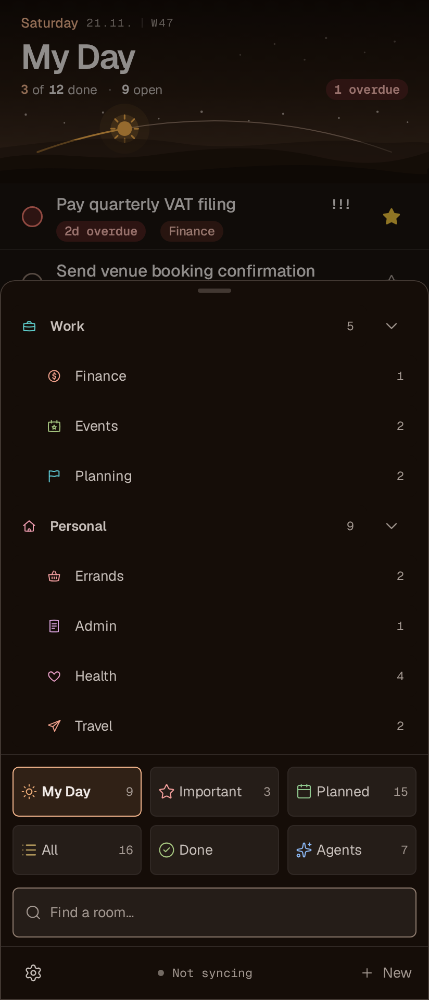 Saturday 21.11. | W47
My Day
3 of 12 done · 9 open
1 overdue
Pay quarterly VAT filing !!!
2d overdue Finance
Send venue booking confirmation
Work 5
Finance 1
Events 2
Planning 2
Personal 9
Errands 2
Admin 1
Health 4
Travel 2
My Day 9 Important 3 Planned 15
All 16 Done Agents 7
Find a room...
Not syncing + New